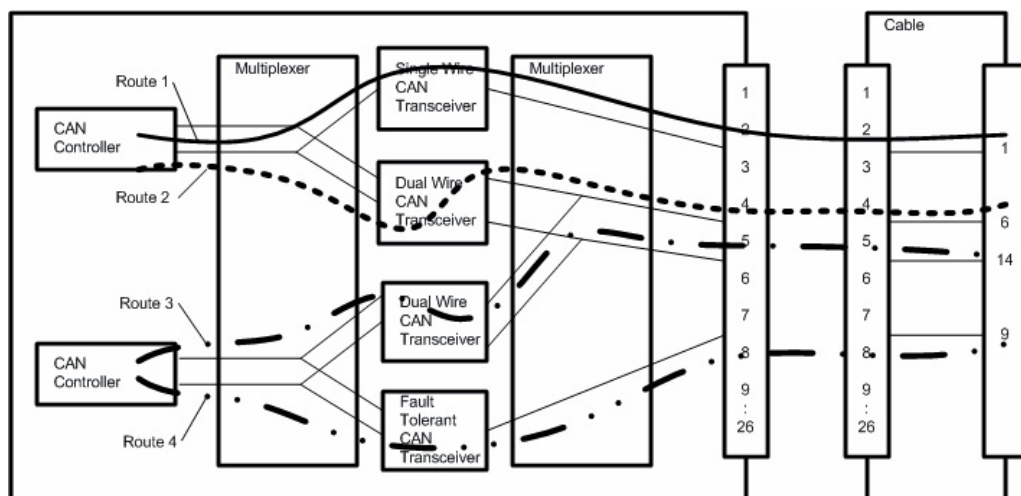 Cable
Multiplexer
Single Wire
CAN
Transceiver
Multiplexer
Route 1
CAN
Controller
Route 2
Dual Wire
CAN
Transceiver
Route 3
Dual Wire
CAN
Transceiver
CAN
Controller
Route 4
Fault
Tolerant
CAN
Transceiver
1
2
3
4
5
6
7
8
9
:
26
1
2
3
4
5
6
7
8
9
:
26
1
6
14
9